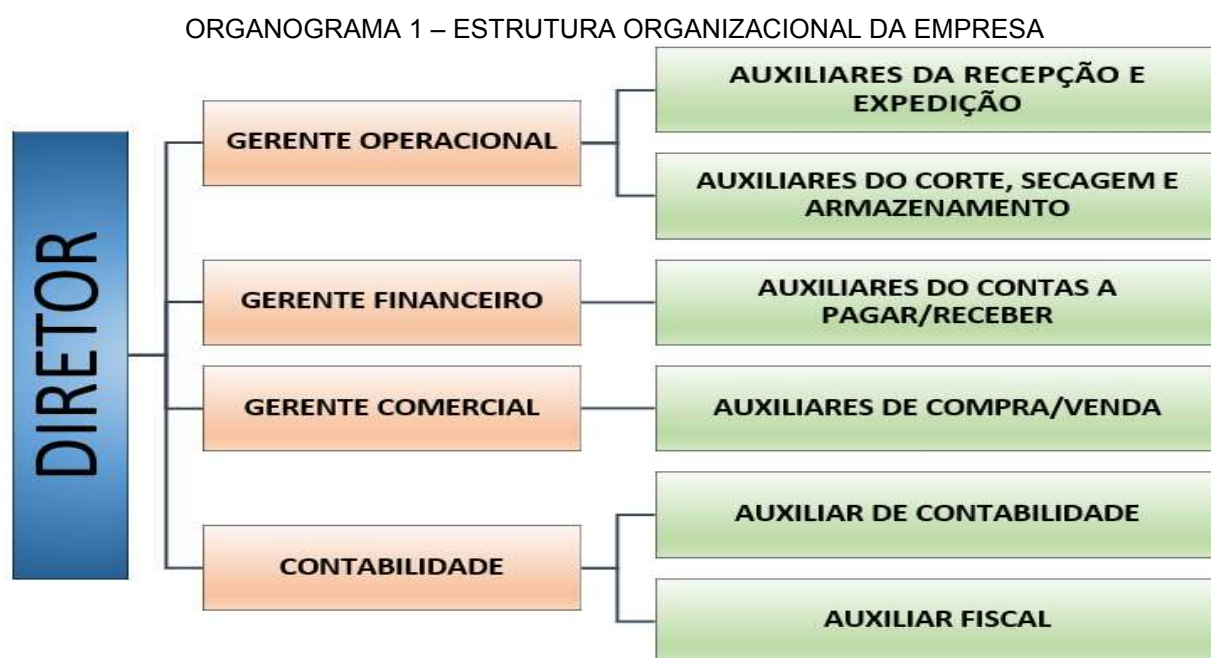 ORGANOGRAMA 1 – ESTRUTURA ORGANIZACIONAL DA EMPRESA
DIRETOR
GERENTE OPERACIONAL
AUXILIARES DA RECEPÇÃO E
EXPEDIÇÃO
AUXILIARES DO CORTE, SECAGEM E
ARMAZENAMENTO
GERENTE FINANCEIRO
AUXILIARES DO CONTAS A
PAGAR/RECEBER
GERENTE COMERCIAL
AUXILIARES DE COMPRA/VENDA
CONTABILIDADE
AUXILIAR DE CONTABILIDADE
AUXILIAR FISCAL